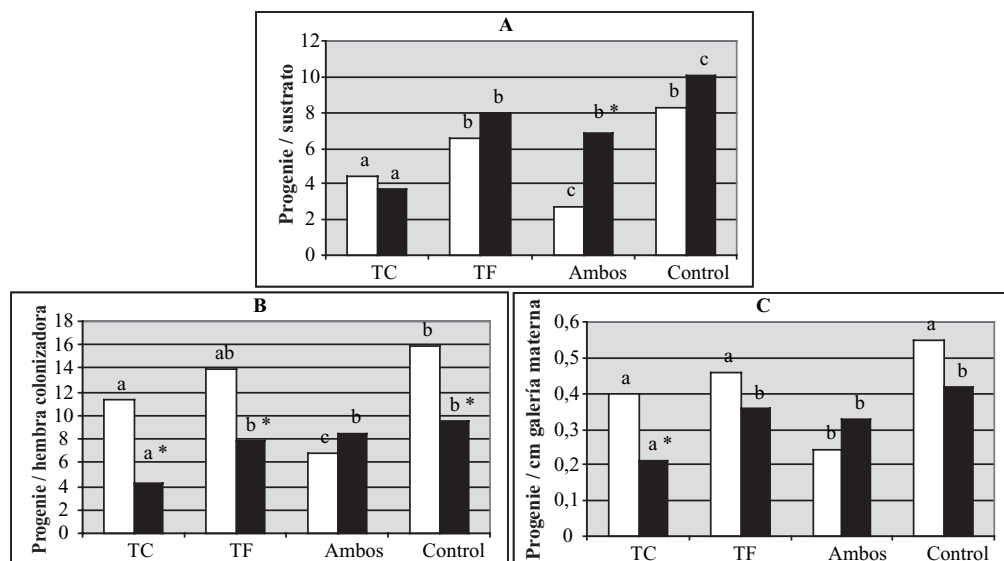 A
Progenie / sustrato
12
10
8
6
4
2
0
a
a
b
b
c
b *
b
c
TC
TF
Ambos
Control
B
Progenie / hembra colonizadora
18
16
14
12
10
8
6
4
2
0
a
a *
ab
b *
c
b
b
b *
TC
TF
Ambos
Control
C
Progenie / cm galería materna
0,6
0,5
0,4
0,3
0,2
0,1
0
a
a *
a
b
b
b
a
b
TC
TF
Ambos
Control